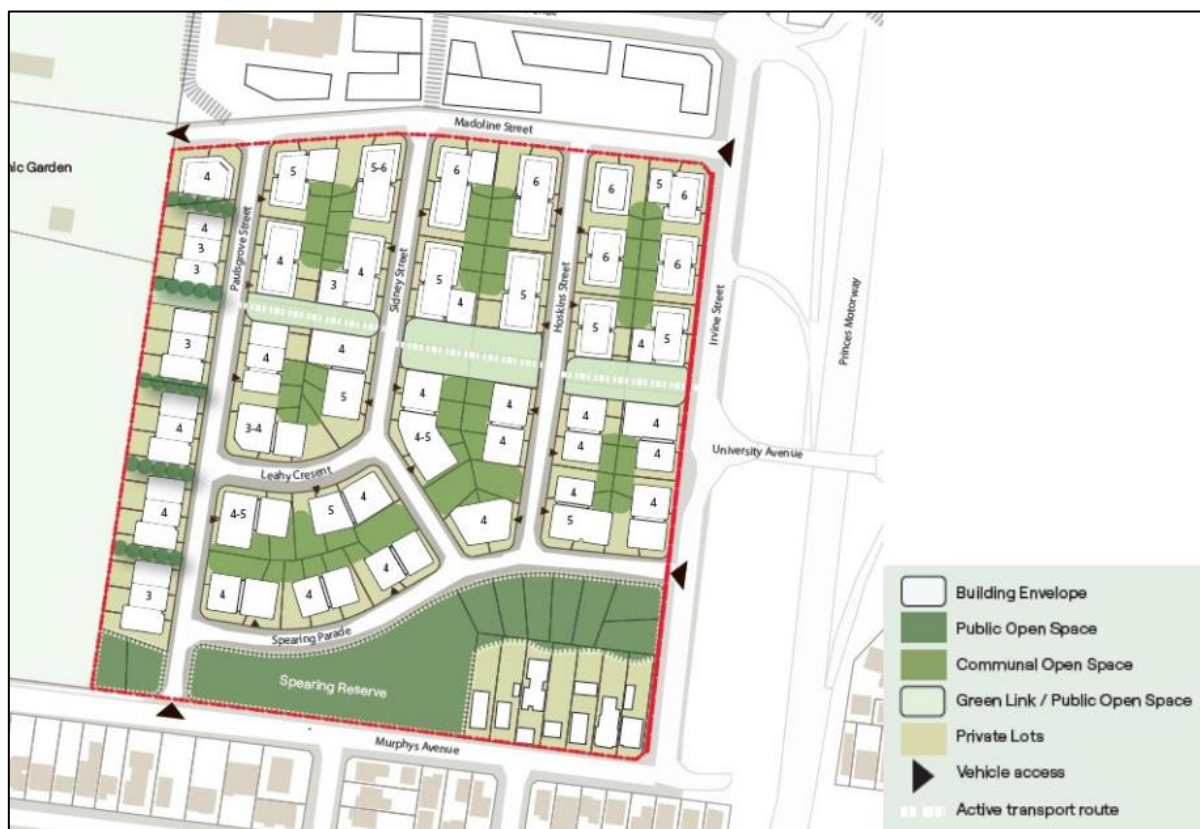 Madoline Street
nic Garden
4
5
5-6
6
6
6
5
6
4
3
3
Paulsgrove Street
4
4
3
Sidney Street
5
4
5
Hoskins Street
6
6
5
4
5
Irvine Street
Princes Motorway
3
4
4
5
3-4
4
4-5
4
4
4
4
4
4
University Avenue
4
Leahy Cresent
4
4-5
5
4
4
4
5
4
4
4
4
3
Spearing Parade
Spearing Reserve
Murphys Avenue
Building Envelope
Public Open Space
Communal Open Space
Green Link / Public Open Space
Private Lots
Vehicle access
Active transport route